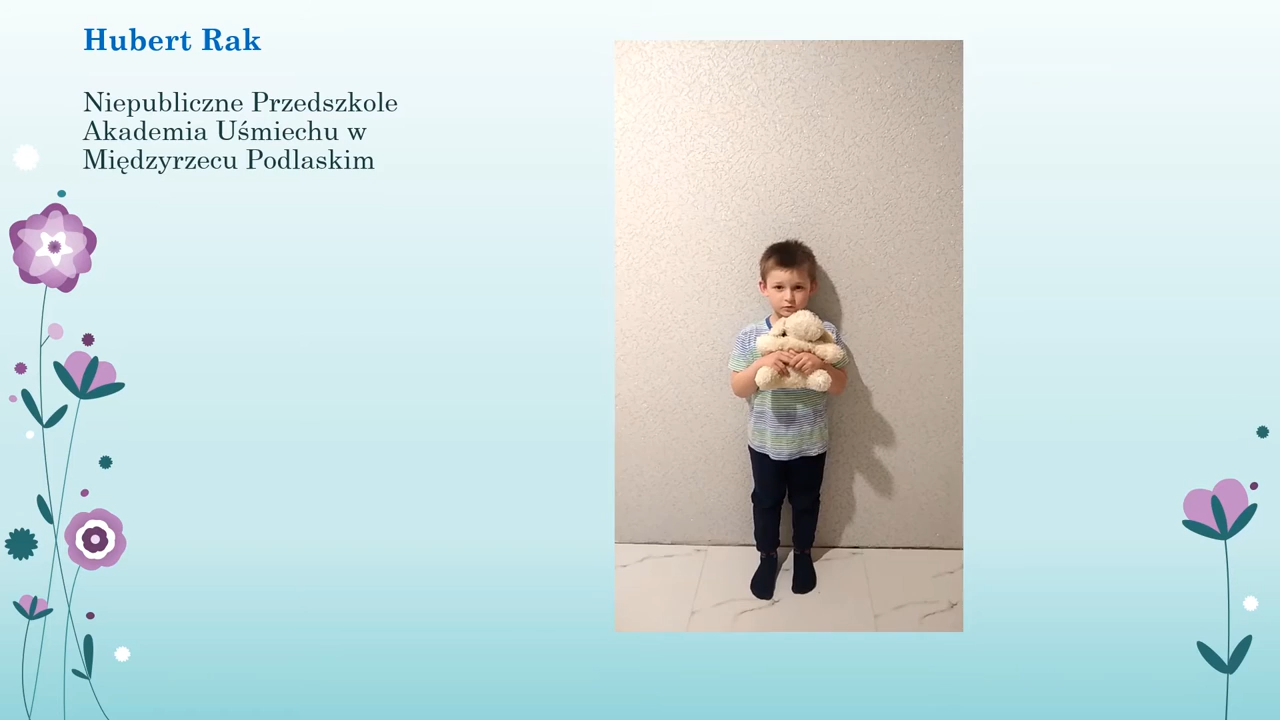 Hubert Rak
Niepubliczne Przedszkole
Akademia Uśmiechu w
Międzyrzecu Podlaskim